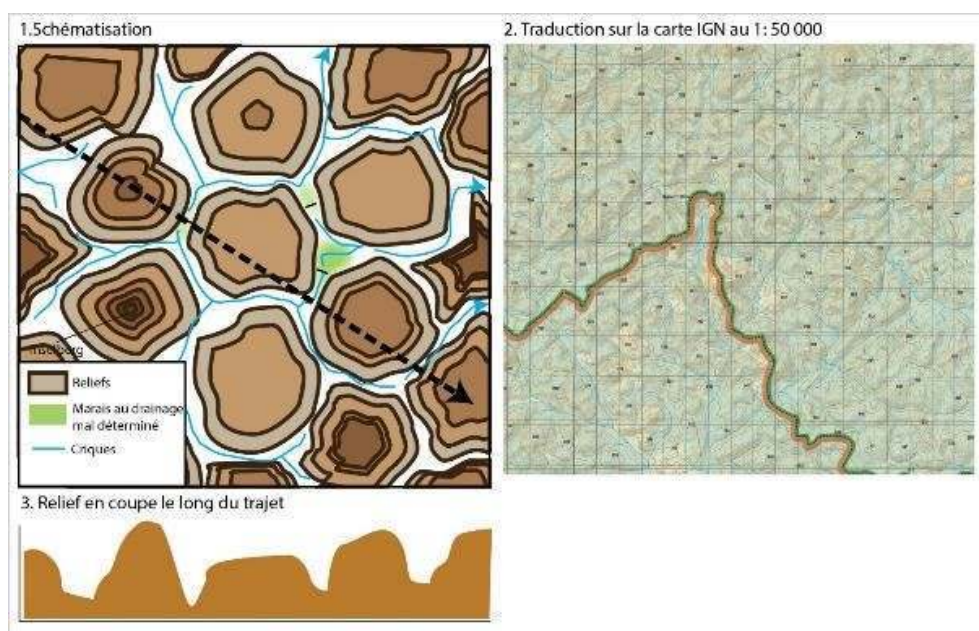 1.Schématisation
2. Traduction sur la carte IGN au 1: 50 000
Inselberg
Reliefs
Marais au drainage
mal déterminé
Criques
3. Relief en coupe le long du trajet